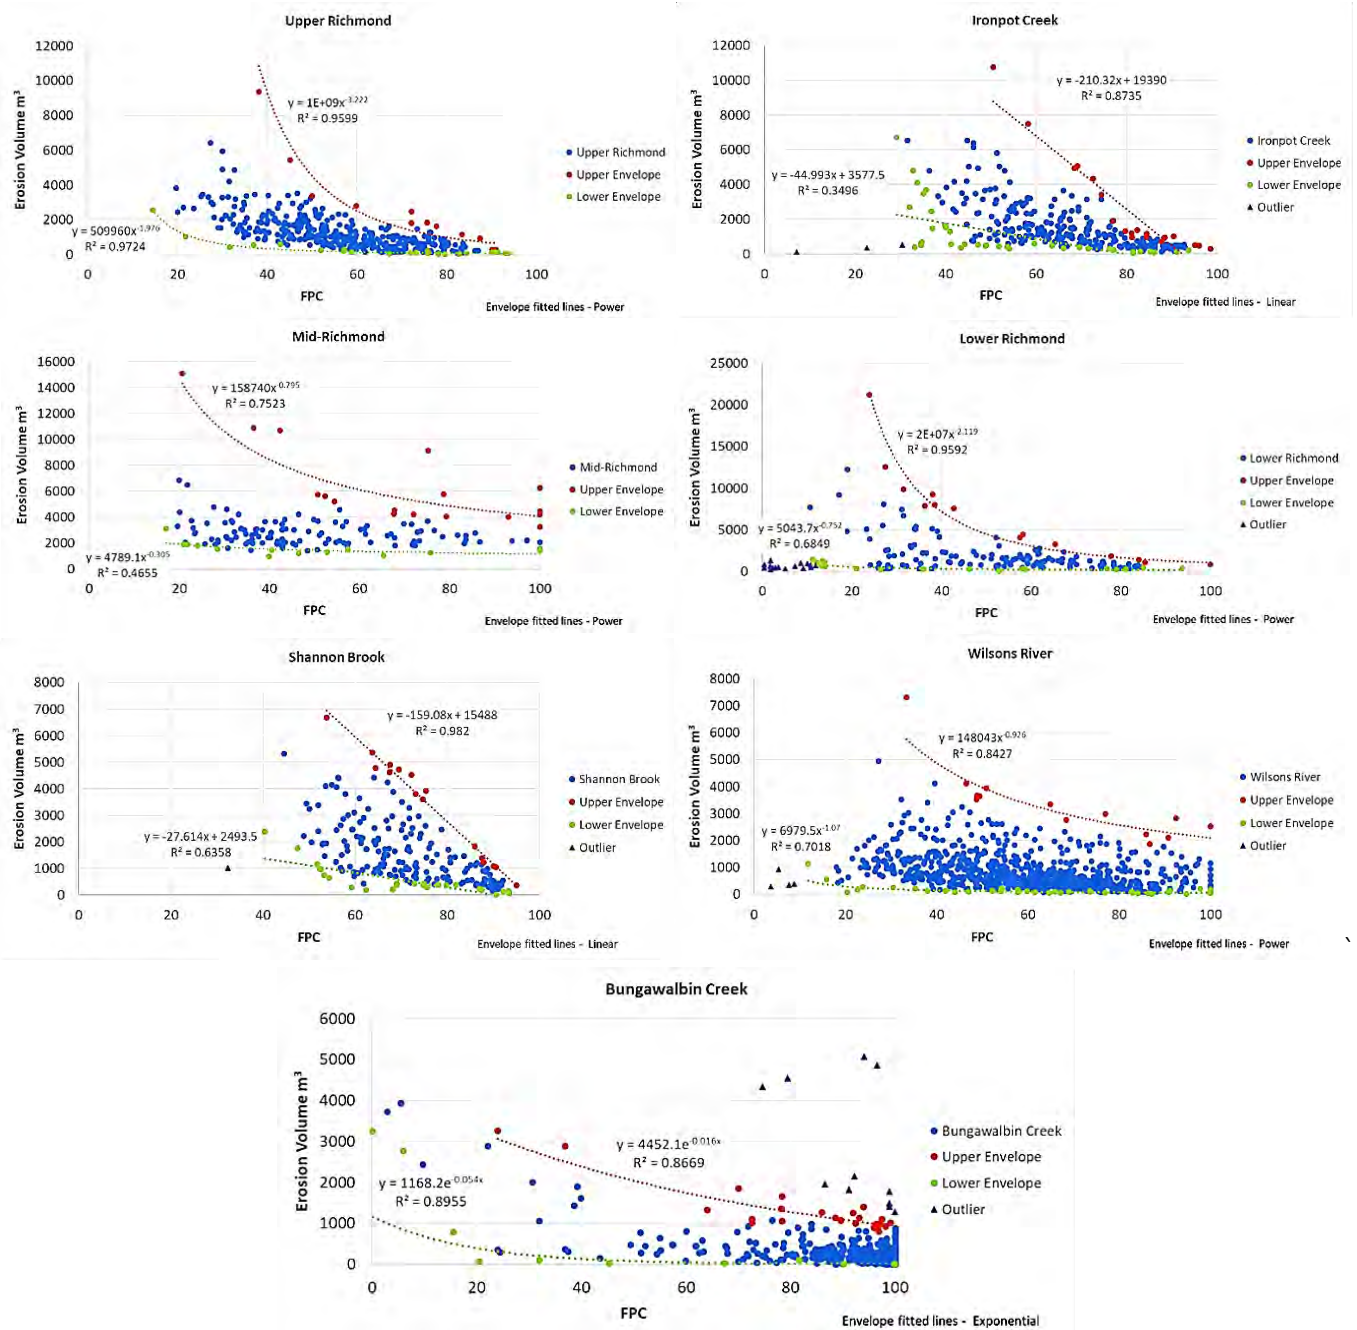 Upper Richmond
12000
10000
8000
6000
4000
2000
0
0 20 40 60 80 100
Erosion Volume m³
FPC
y = 1E+09x^-3.222
R² = 0.9599
y = 509960x^-1.976
R² = 0.9724
Upper Richmond
Upper Envelope
Lower Envelope
Envelope fitted lines - Power
Ironpot Creek
12000
10000
8000
6000
4000
2000
0
0 20 40 60 80 100
Erosion Volume m³
FPC
y = -210.32x + 19390
R² = 0.8735
y = -44.993x + 3577.5
R² = 0.3496
Ironpot Creek
Upper Envelope
Lower Envelope
Outlier
Envelope fitted lines - Linear
Mid-Richmond
16000
14000
12000
10000
8000
6000
4000
2000
0
0 20 40 60 80 100
Erosion Volume m³
FPC
y = 158740x^-0.795
R² = 0.7523
y = 4789.1x^-0.305
R² = 0.4655
Mid-Richmond
Upper Envelope
Lower Envelope
Envelope fitted lines - Power
Lower Richmond
25000
20000
15000
10000
5000
0
0 20 40 60 80 100
Erosion Volume m³
FPC
y = 2E+07x^-2.119
R² = 0.9592
y = 5043.7x^-0.752
R² = 0.6849
Lower Richmond
Upper Envelope
Lower Envelope
Outlier
Envelope fitted lines - Power
Shannon Brook
8000
7000
6000
5000
4000
3000
2000
1000
0
0 20 40 60 80 100
Erosion Volume m³
FPC
y = -159.08x + 15488
R² = 0.982
y = -27.614x + 2493.5
R² = 0.6358
Shannon Brook
Upper Envelope
Lower Envelope
Outlier
Envelope fitted lines - Linear
Wilsons River
8000
7000
6000
5000
4000
3000
2000
1000
0
0 20 40 60 80 100
Erosion Volume m³
FPC
y = 148043x^-0.926
R² = 0.8427
y = 6979.5x^-1.07
R² = 0.7018
Wilsons River
Upper Envelope
Lower Envelope
Outlier
Envelope fitted lines - Power
`
Bungawalbin Creek
6000
5000
4000
3000
2000
1000
0
0 20 40 60 80 100
Erosion Volume m³
FPC
y = 4452.1e^-0.016x
R² = 0.8669
y = 1168.2e^-0.054x
R² = 0.8955
Bungawalbin Creek
Upper Envelope
Lower Envelope
Outlier
Envelope fitted lines - Exponential